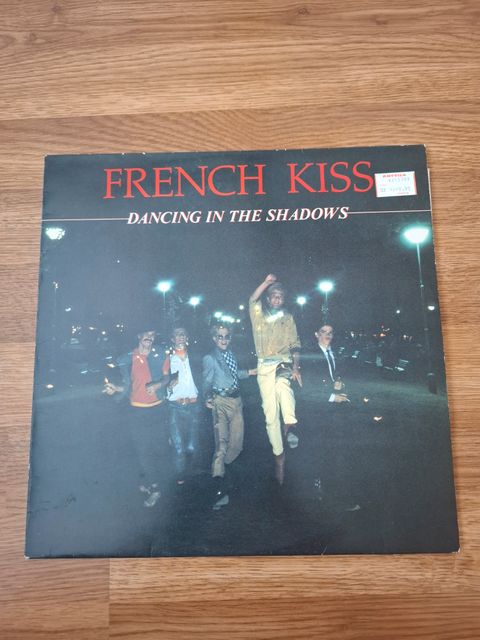 FRENCH KISS
DANCING IN THE SHADOWS